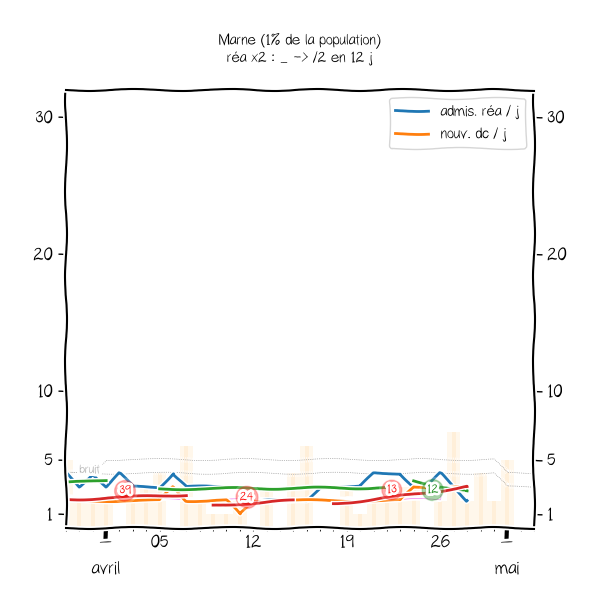 Marne (1% de la population)
réa x2 : _ -> /2 en 12 j
admis. réa / j
nouv. dc / j
30
30
20
20
10
10
5
5
bruit
39
24
13
12
1
1
05
12
19
26
avril
mai